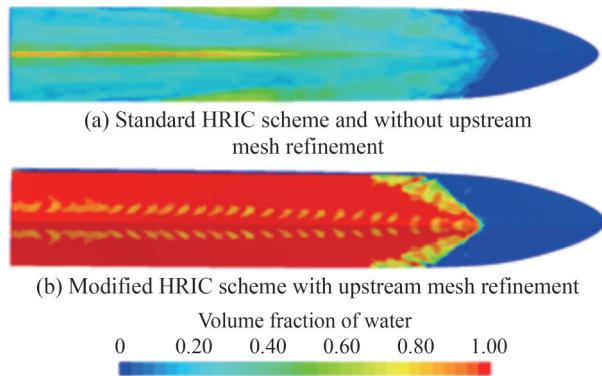 (a) Standard HRIC scheme and without upstream
mesh refinement
(b) Modified HRIC scheme with upstream mesh refinement
Volume fraction of water
0 0.20 0.40 0.60 0.80 1.00